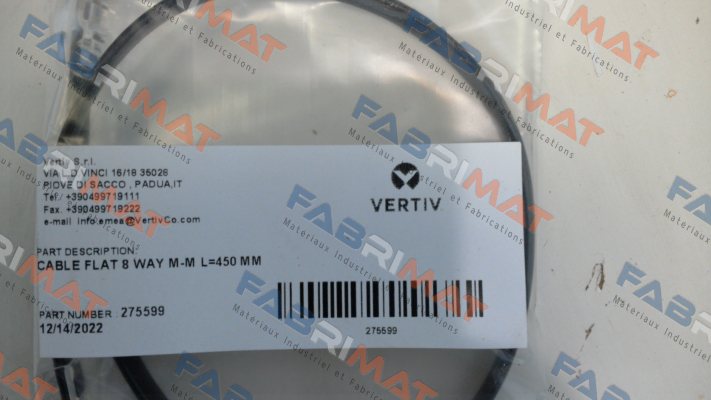 Vertiv S.r.l.
VIA L.D.VINCI 16/18 35028
PIOVE DI SACCO , PADUA,IT
Tel / +390499719111
Fax. +390499719222
e-mail info.emea@VertivCo.com
VERTIV
PART DESCRIPTION:
CABLE FLAT 8 WAY M-M L=450 MM
PART NUMBER : 275599
12/14/2022
275599
FABRIMAT
Materiaux Industriel et Fabrications